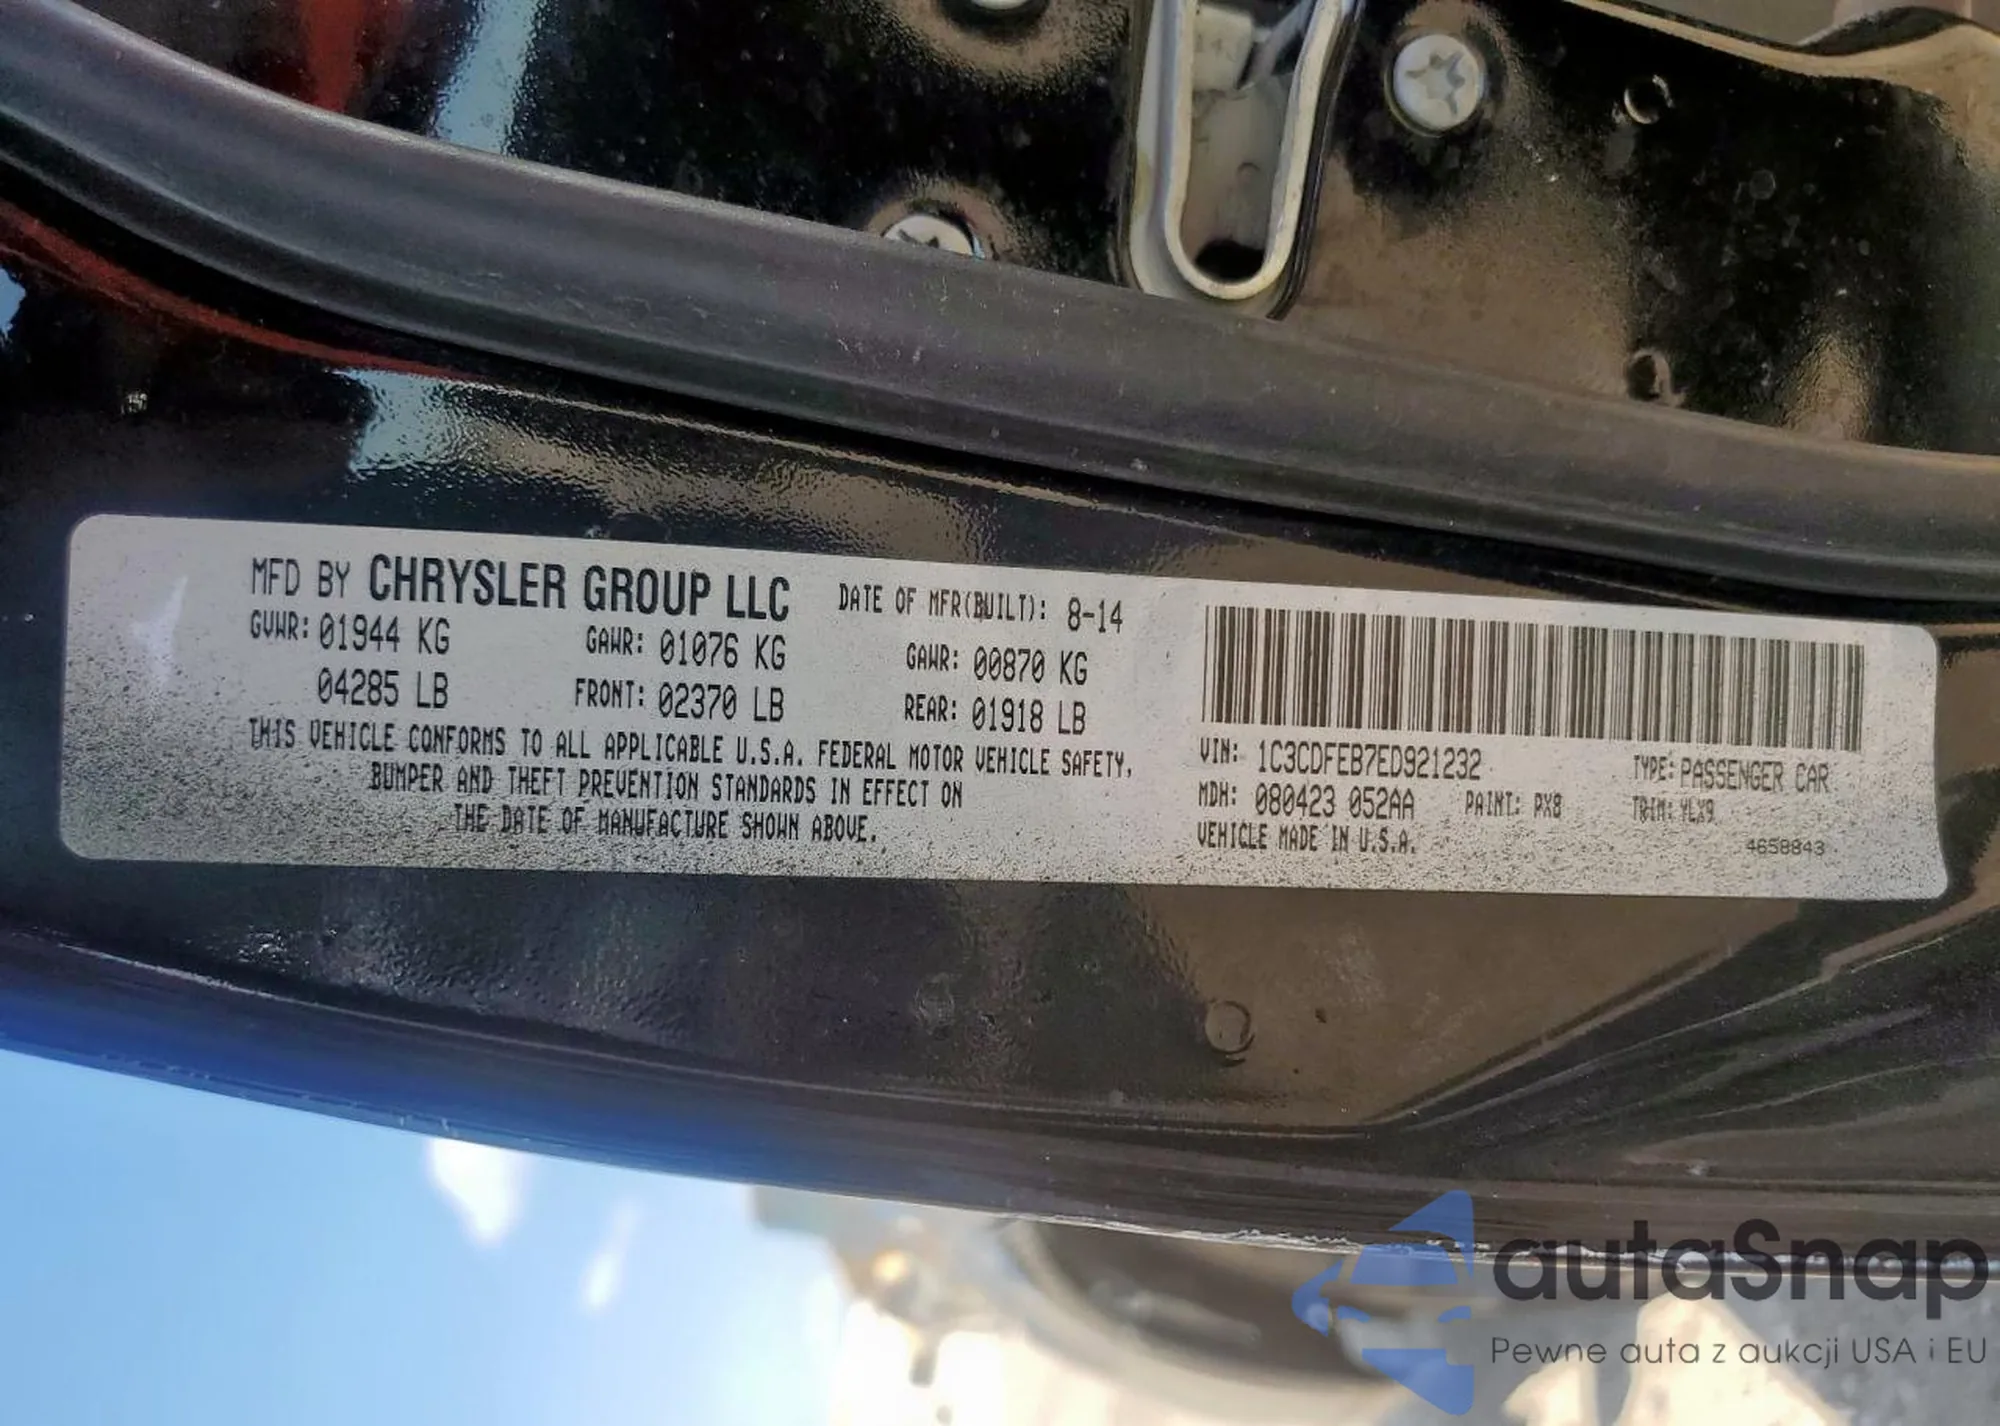 MFD BY CHRYSLER GROUP LLC DATE OF MFR(BUILT): 8-14
GVWR: 01944 KG GAWR: 01076 KG GAWR: 00870 KG
04285 LB FRONT: 02370 LB REAR: 01918 LB
THIS VEHICLE CONFORMS TO ALL APPLICABLE U.S.A. FEDERAL MOTOR VEHICLE SAFETY,
BUMPER AND THEFT PREVENTION STANDARDS IN EFFECT ON
THE DATE OF MANUFACTURE SHOWN ABOVE.
VIN: 1C3CDFEB7ED921232 TYPE: PASSENGER CAR
MDH: 080423 052AA PAINT: PX8 TRIM: YLX9
VEHICLE MADE IN U.S.A. 4658843
autaSnap
Pewne auta z aukcji USA i EU